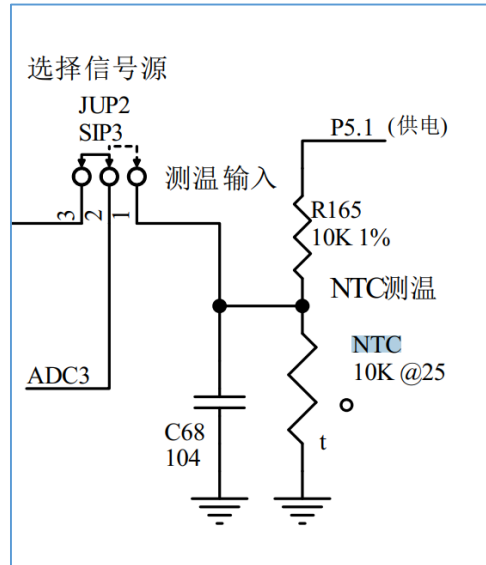 选择信号源
JUP2
SIP3
P5.1 (供电)
测温输入
3
2
1
R165
10K 1%
NTC测温
NTC
10K @25
ADC3
C68
104
t